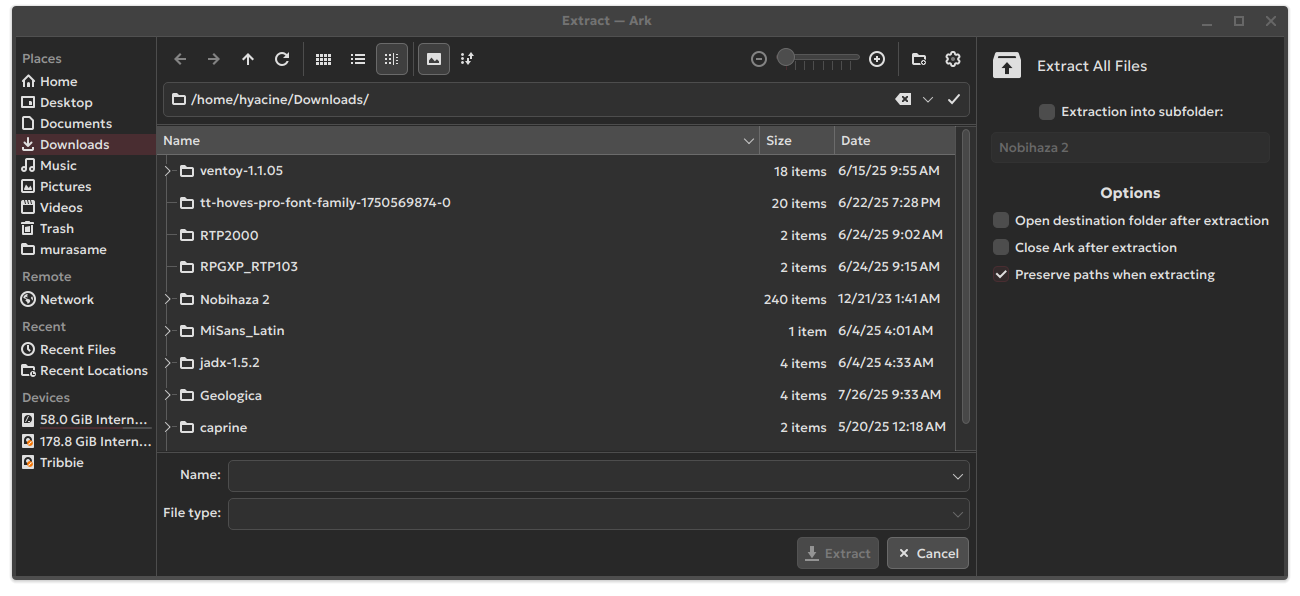 Extract — Ark
Places
Home
Desktop
Documents
Downloads
Music
Pictures
Videos
Trash
murasame
Remote
Network
Recent
Recent Files
Recent Locations
Devices
58.0 GiB Intern...
178.8 GiB Intern...
Tribbie
/home/hyacine/Downloads/
Name Size Date
ventoy-1.1.05 18 items 6/15/25 9:55 AM
tt-hoves-pro-font-family-1750569874-0 20 items 6/22/25 7:28 PM
RTP2000 2 items 6/24/25 9:02 AM
RPGXP_RTP103 2 items 6/24/25 9:15 AM
Nobihaza 2 240 items 12/21/23 1:41 AM
MiSans_Latin 1 item 6/4/25 4:01 AM
jadx-1.5.2 4 items 6/4/25 4:33 AM
Geologica 4 items 7/26/25 9:33 AM
caprine 2 items 5/20/25 12:18 AM
Name:
File type:
Extract Cancel
Extract All Files
Extraction into subfolder:
Nobihaza 2
Options
Open destination folder after extraction
Close Ark after extraction
Preserve paths when extracting